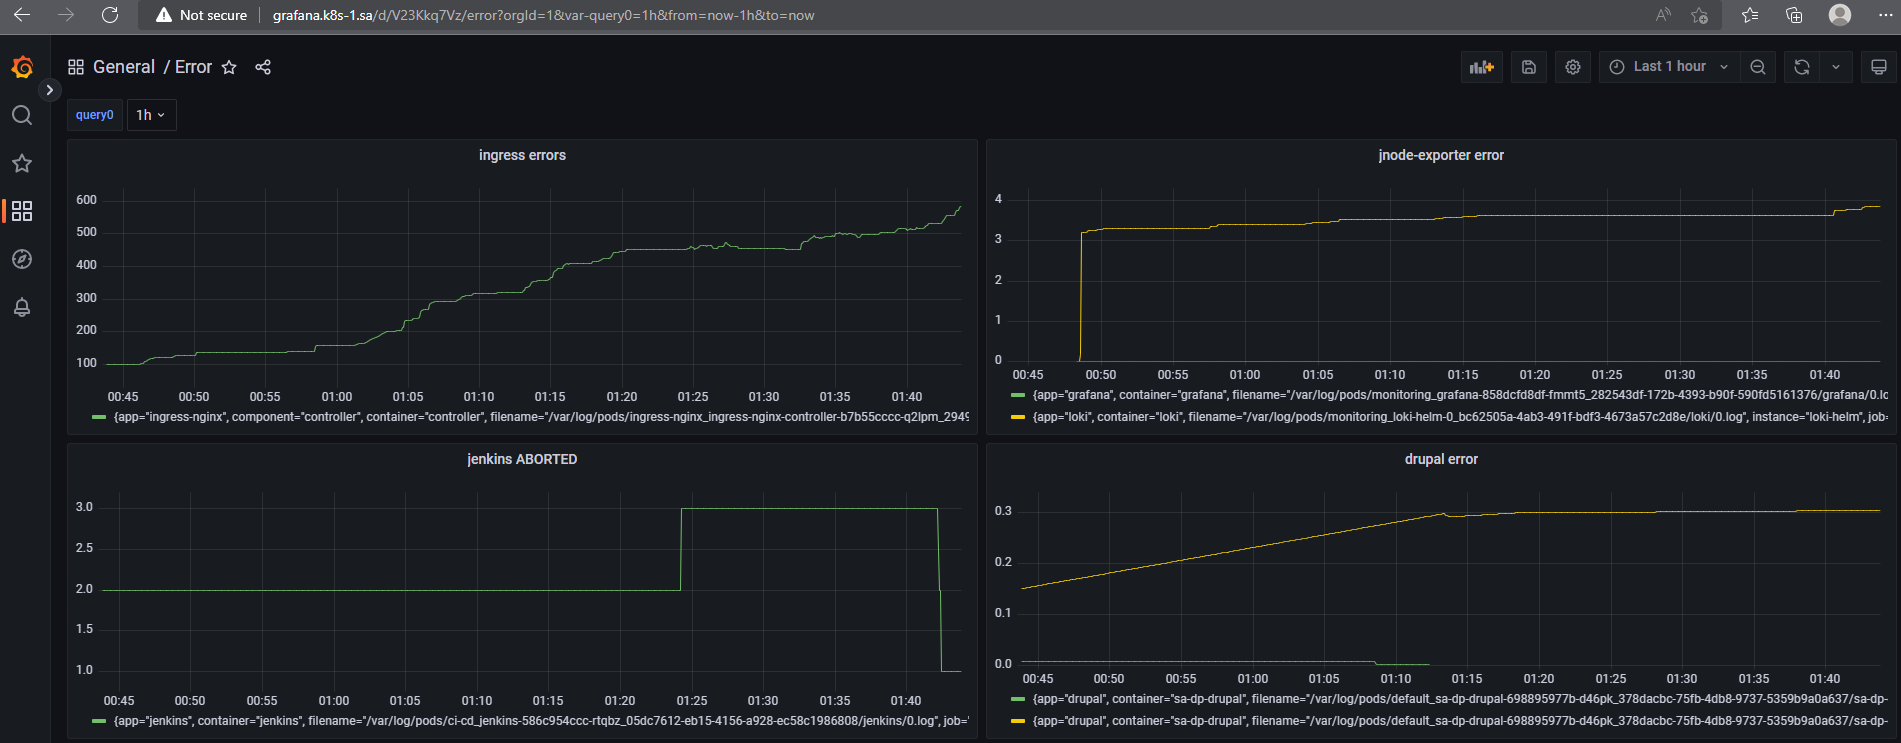 Not secure
grafana.k8s-1.sa/d/V23Kkq7Vz/error?orgId=1&var-query0=1h&from=now-1h&to=now
General / Error
Last 1 hour
query0 1h
ingress errors
600
500
400
300
200
100
00:45 00:50 00:55 01:00 01:05 01:10 01:15 01:20 01:25 01:30 01:35 01:40
{app="ingress-nginx", component="controller", container="controller", filename="/var/log/pods/ingress-nginx_ingress-nginx-controller-b7b55cccc-q2lpm_2949
jnode-exporter error
4
3
2
1
0
00:45 00:50 00:55 01:00 01:05 01:10 01:15 01:20 01:25 01:30 01:35 01:40
{app="grafana", container="grafana", filename="/var/log/pods/monitoring_grafana-858dcfd8df-fmmt5_282543df-172b-4393-b90f-590fd5161376/grafana/0.lo
{app="loki", container="loki", filename="/var/log/pods/monitoring_loki-helm-0_bc62505a-4ab3-491f-bdf3-4673a57c2d8e/loki/0.log", instance="loki-helm", job=
jenkins ABORTED
3.0
2.5
2.0
1.5
1.0
00:45 00:50 00:55 01:00 01:05 01:10 01:15 01:20 01:25 01:30 01:35 01:40
{app="jenkins", container="jenkins", filename="/var/log/pods/ci-cd_jenkins-586c954ccc-rtqbz_05dc7612-eb15-4156-a928-ec58c1986808/jenkins/0.log", job="
drupal error
0.3
0.2
0.1
0.0
00:45 00:50 00:55 01:00 01:05 01:10 01:15 01:20 01:25 01:30 01:35 01:40
{app="drupal", container="sa-dp-drupal", filename="/var/log/pods/default_sa-dp-drupal-698895977b-d46pk_378dacbc-75fb-4db8-9737-5359b9a0a637/sa-dp-
{app="drupal", container="sa-dp-drupal", filename="/var/log/pods/default_sa-dp-drupal-698895977b-d46pk_378dacbc-75fb-4db8-9737-5359b9a0a637/sa-dp-